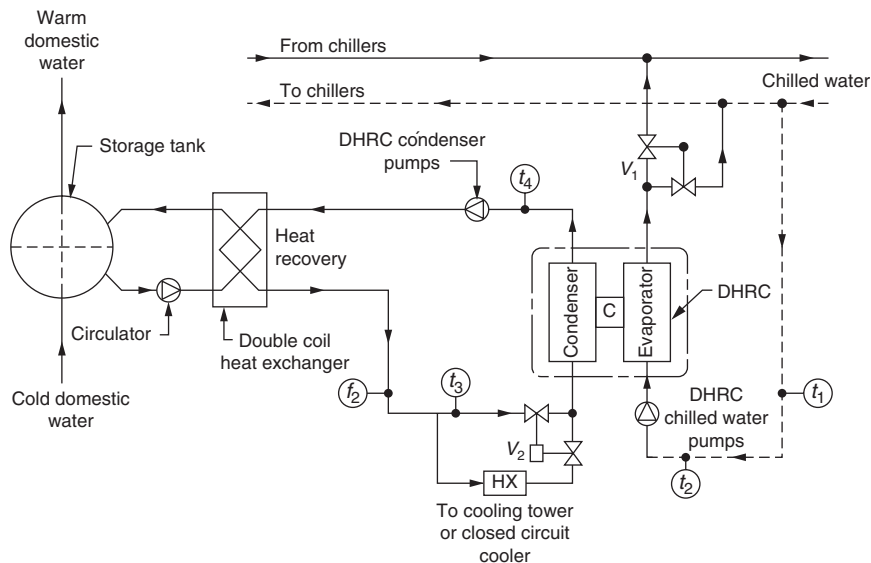 Warm
domestic
water
From chillers
To chillers
Chilled water
Storage tank
DHRC condenser
pumps
t4
V1
Heat
recovery
Condenser
C
Evaporator
DHRC
Circulator
Double coil
heat exchanger
Cold domestic
water
f2
t3
DHRC
chilled water
pumps
t1
V2
HX
t2
To cooling tower
or closed circuit
cooler